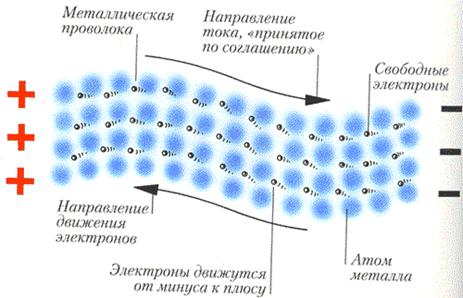 Металлическая
проволока
Направление
тока, «принятое
по соглашению»
Свободные
электроны
Направление
движения
электронов
Электроны движутся
от минуса к плюсу
Атом
металла